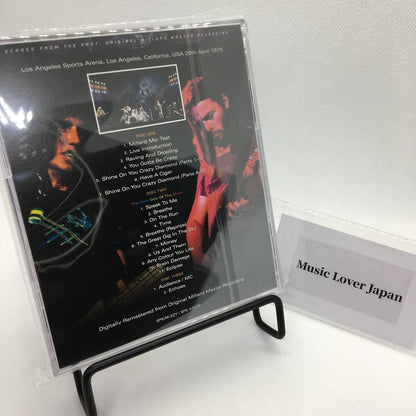 ECHOES FROM THE PAST: ORIGINAL MILLARD MASTER RECORDING
Los Angeles Sports Arena, Los Angeles, California, USA 26th April 1975
DISC ONE
1. Millard Mic Test
2. Live Introduction
3. Raving And Drooling
4. You Gotta Be Crazy
5. Shine On You Crazy Diamond (Parts 1-5)
6. Have A Cigar
7. Shine On You Crazy Diamond (Parts 6-
DISC TWO
The Dark Side Of The Moon
1. Speak To Me
2. Breathe
3. On The Run
4. Time
5. Breathe (Reprise)
6. The Great Gig In The Sky
7. Money
8. Us And Them
9. Any Colour You Like
10. Brain Damage
11. Eclipse
DISC THREE
1. Audience / MC
2. Echoes
Digitally Remastered from Original Millard Master Recording
Music Lover Japan